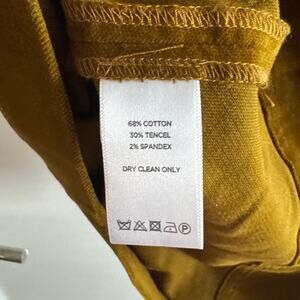 68% COTTON
30% TENCEL
2% SPANDEX
DRY CLEAN ONLY